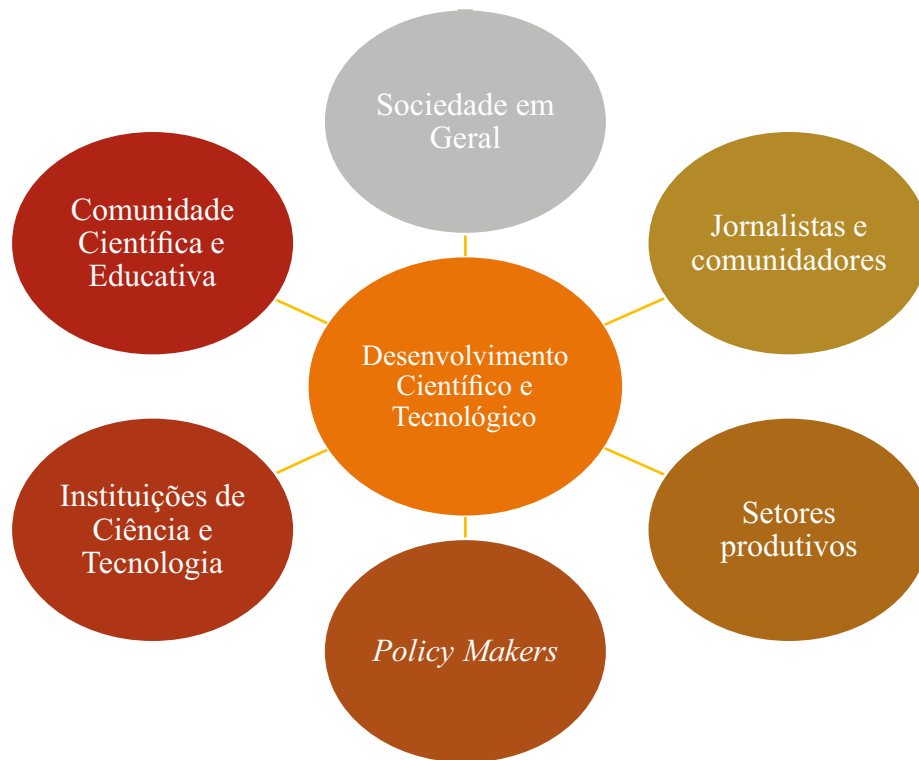 Sociedade em
Geral
Comunidade
Científica e
Educativa
Jornalistas e
comunidadores
Desenvolvimento
Científico e
Tecnológico
Instituições de
Ciência e
Tecnologia
Setores
produtivos
Policy Makers